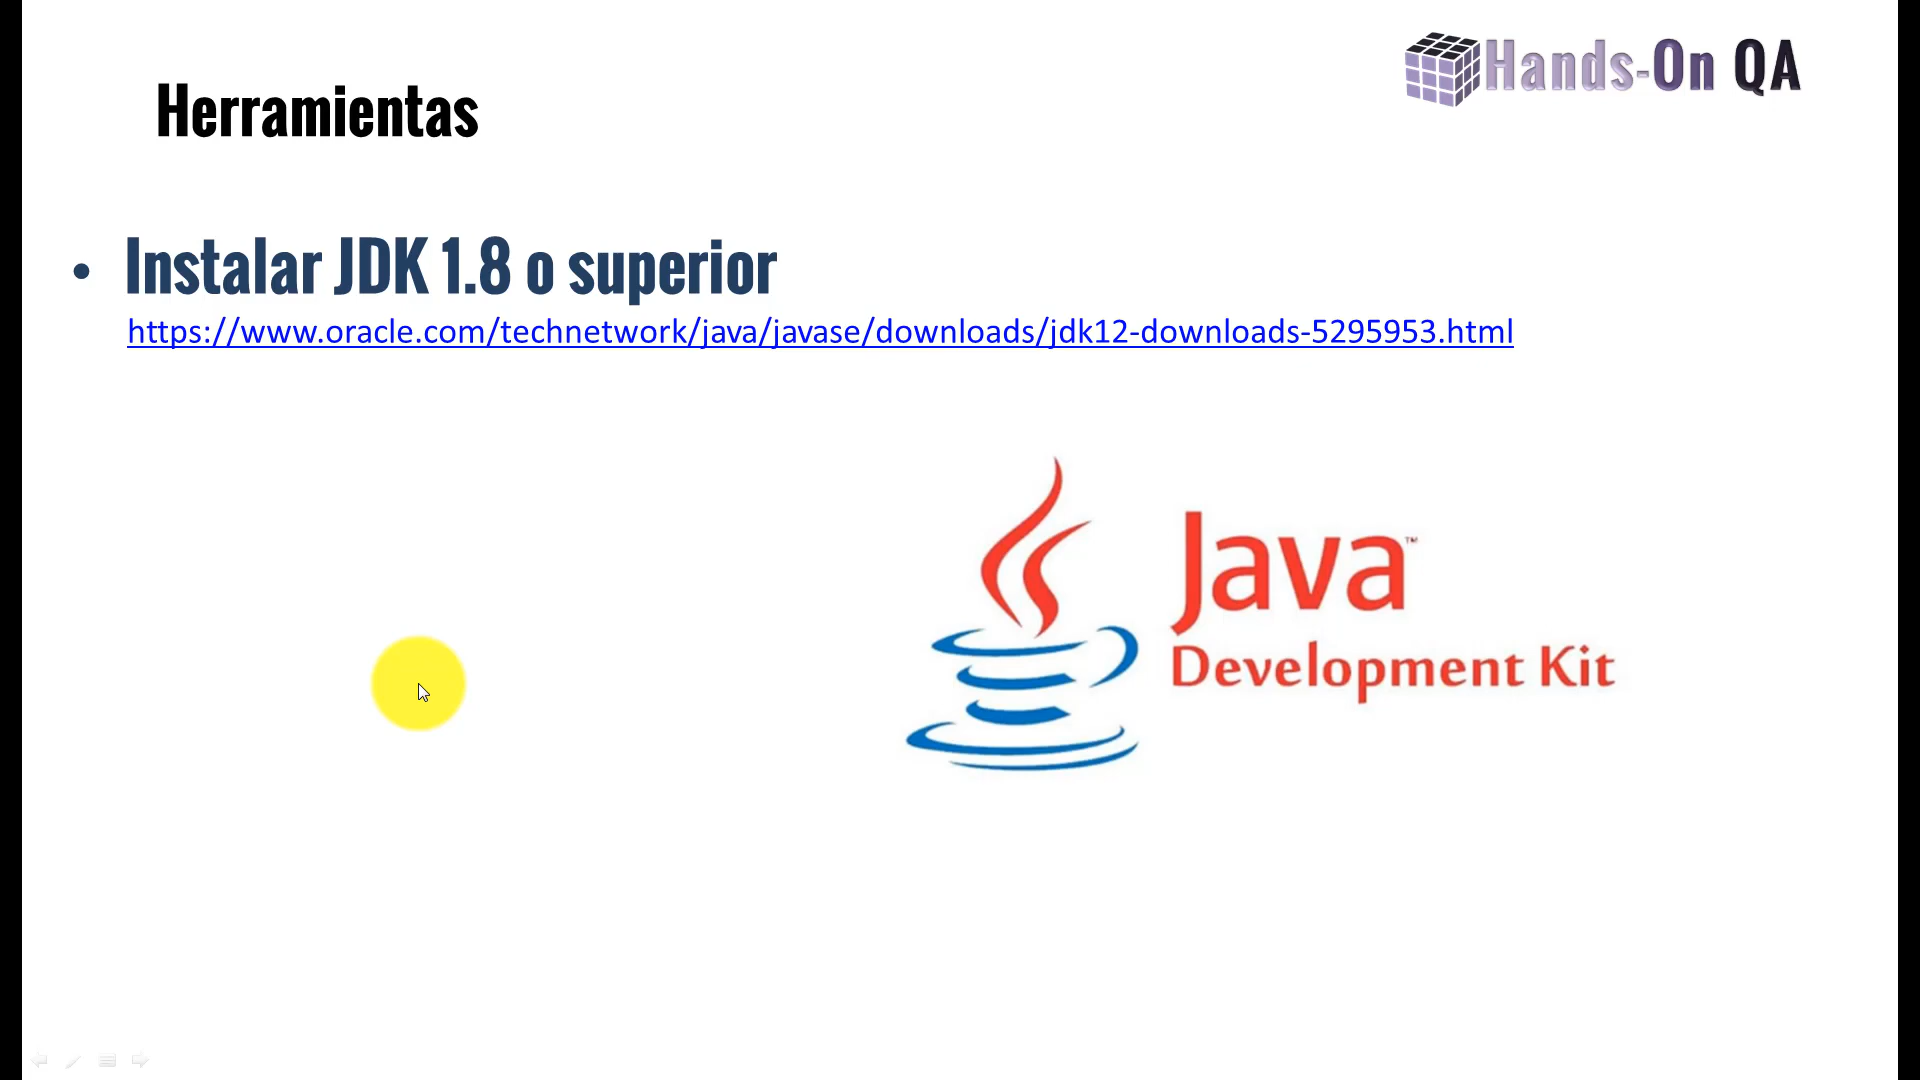 Hands-On QA
Herramientas
• Instalar JDK 1.8 o superior
https://www.oracle.com/technetwork/java/javase/downloads/jdk12-downloads-5295953.html
Java™
Development Kit